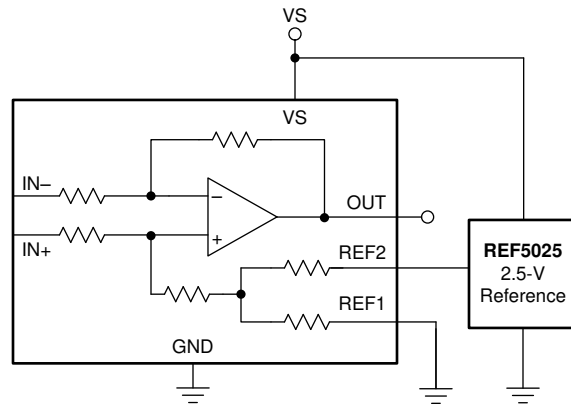 VS
VS
IN–
–
OUT
+
IN+
REF2
REF5025
2.5-V
Reference
REF1
GND